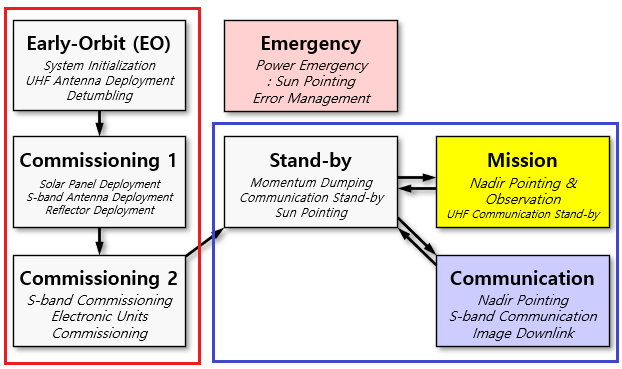 Early-Orbit (EO)
System Initialization
UHF Antenna Deployment
Detumbling
Commissioning 1
Solar Panel Deployment
S-band Antenna Deployment
Reflector Deployment
Commissioning 2
S-band Commissioning
Electronic Units
Commissioning
Emergency
Power Emergency
: Sun Pointing
Error Management
Stand-by
Momentum Dumping
Communication Stand-by
Sun Pointing
Mission
Nadir Pointing &
Observation
UHF Communication Stand-by
Communication
Nadir Pointing
S-band Communication
Image Downlink